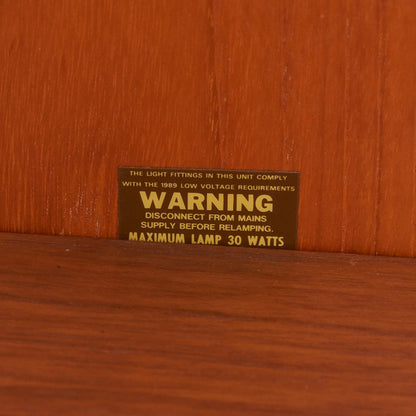 THE LIGHT FITTINGS IN THIS UNIT COMPLY
WITH THE 1989 LOW VOLTAGE REQUIREMENTS
WARNING
DISCONNECT FROM MAINS
SUPPLY BEFORE RELAMPING.
MAXIMUM LAMP 30 WATTS